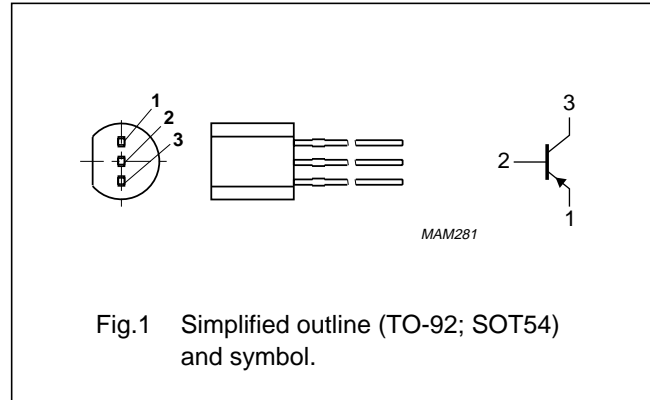 1
2
3
2
3
1
MAM281
Fig.1 Simplified outline (TO-92; SOT54)
and symbol.